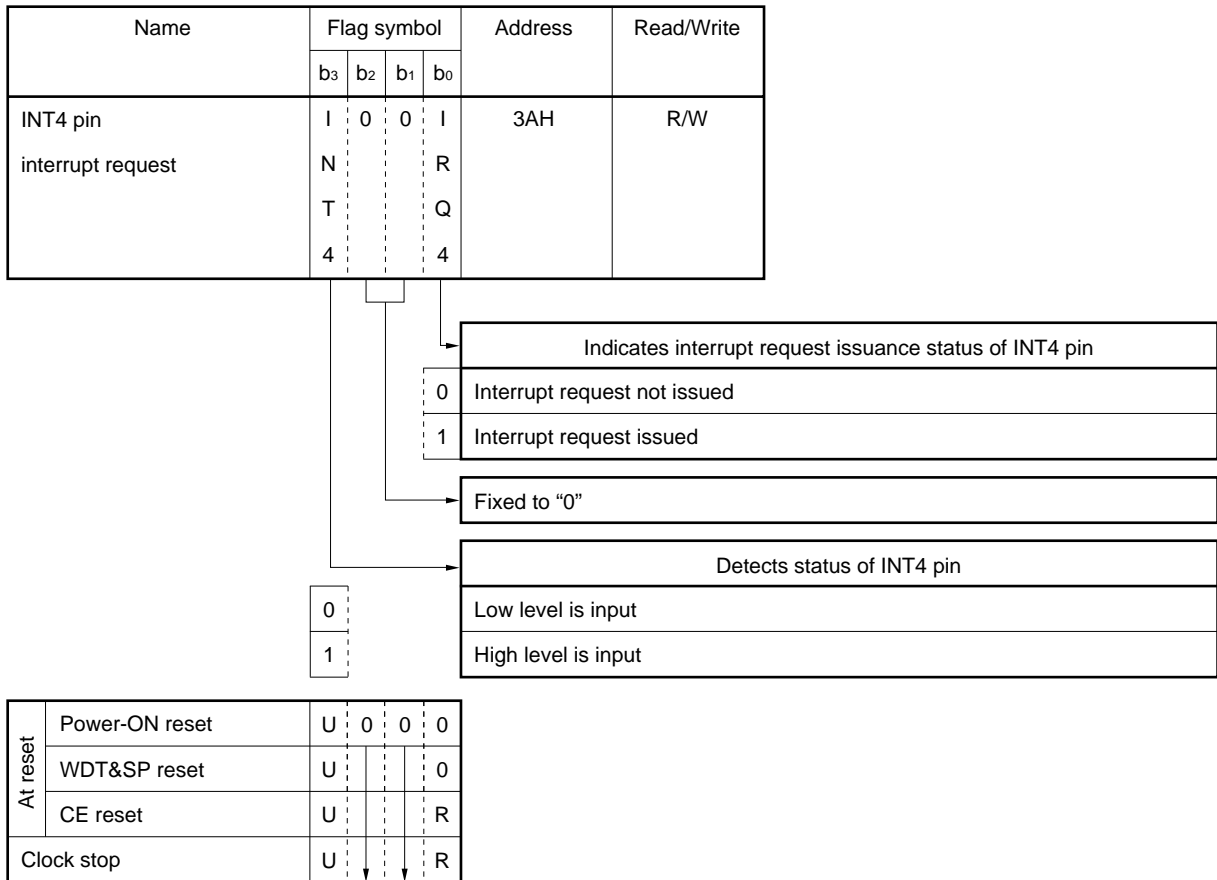 Name Flag symbol Address Read/Write
b3 b2 b1 b0
INT4 pin I 0 0 I 3AH R/W
interrupt request N R
T Q
4 4
Indicates interrupt request issuance status of INT4 pin
0 Interrupt request not issued
1 Interrupt request issued
Fixed to “0”
Detects status of INT4 pin
0 Low level is input
1 High level is input
At reset
Power-ON reset U 0 0 0
WDT&SP reset U 0
CE reset U R
Clock stop U R